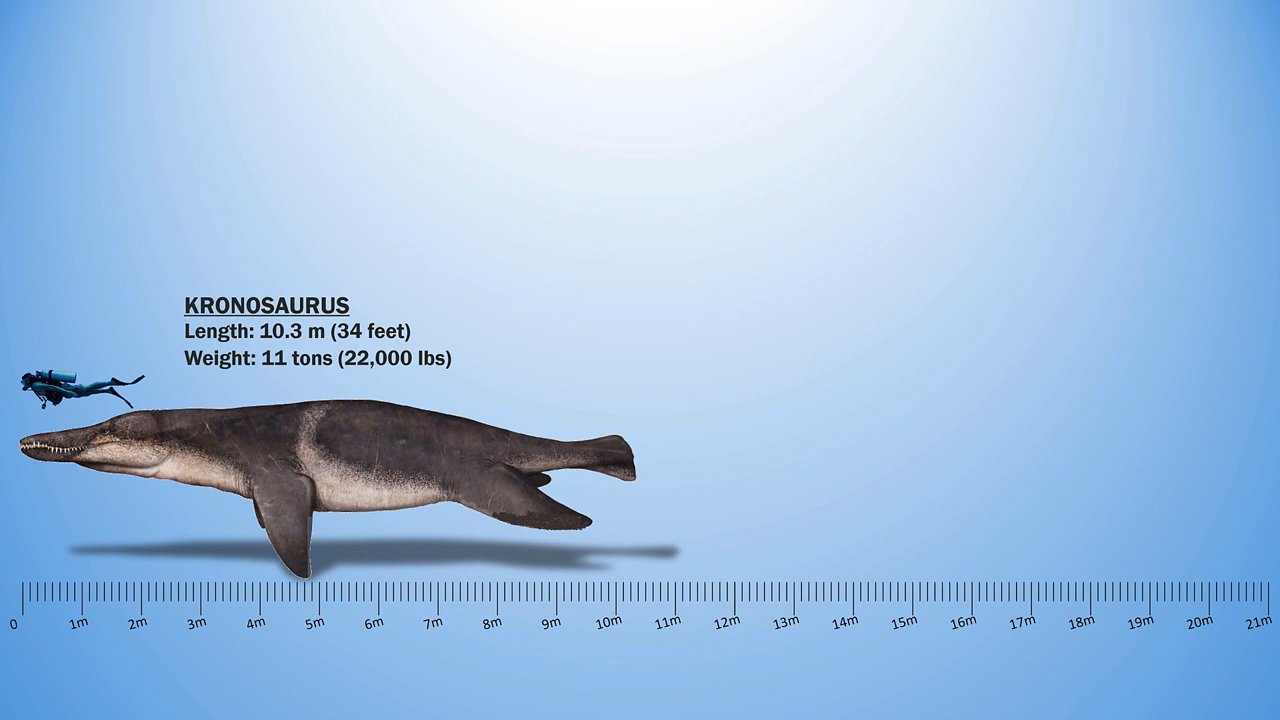 KRONOSAURUS
Length: 10.3 m (34 feet)
Weight: 11 tons (22,000 lbs)
0 1m 2m 3m 4m 5m 6m 7m 8m 9m 10m 11m 12m 13m 14m 15m 16m 17m 18m 19m 20m 21m